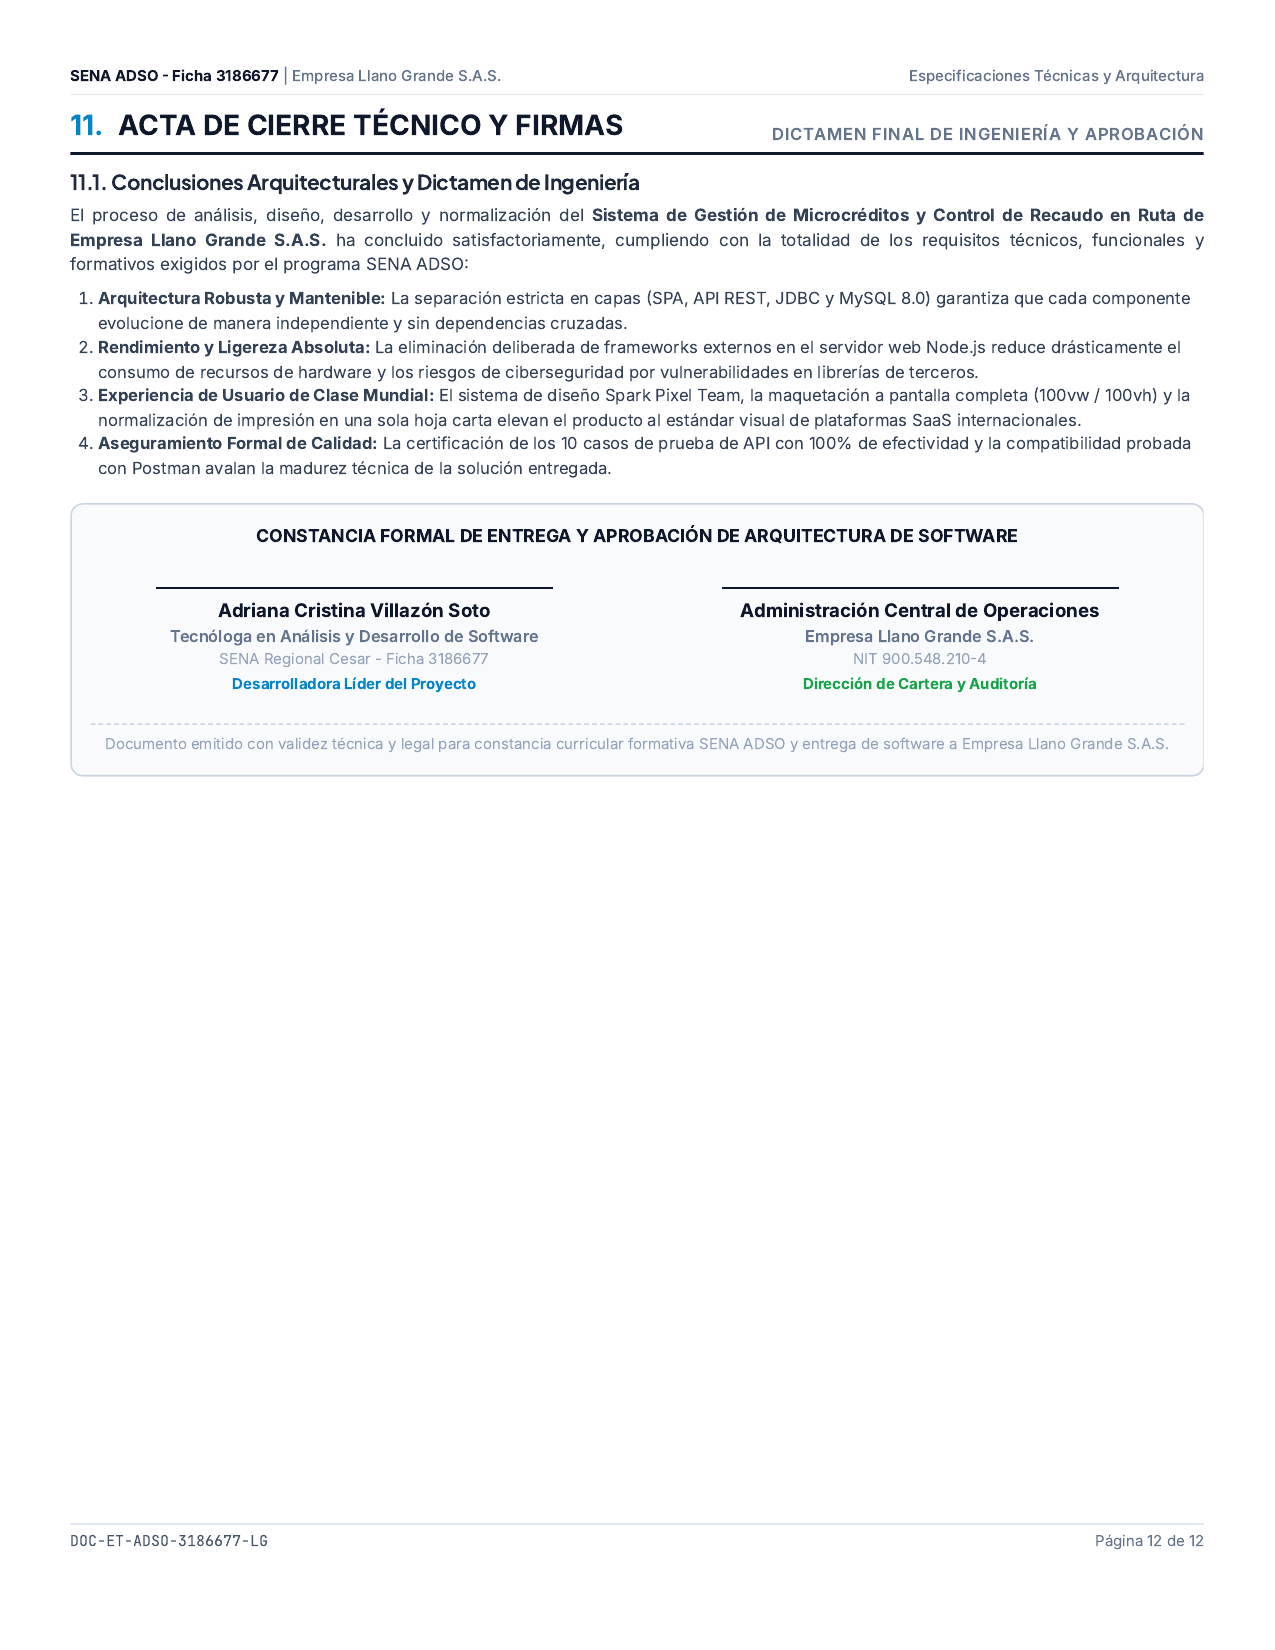 SENA ADSO - Ficha 3186677 | Empresa Llano Grande S.A.S.
Especificaciones Técnicas y Arquitectura
11. ACTA DE CIERRE TÉCNICO Y FIRMAS
DICTAMEN FINAL DE INGENIERÍA Y APROBACIÓN
11.1. Conclusiones Arquitecturales y Dictamen de Ingeniería
El proceso de análisis, diseño, desarrollo y normalización del Sistema de Gestión de Microcréditos y Control de Recaudo en Ruta de
Empresa Llano Grande S.A.S. ha concluido satisfactoriamente, cumpliendo con la totalidad de los requisitos técnicos, funcionales y
formativos exigidos por el programa SENA ADSO:
1. Arquitectura Robusta y Mantenible: La separación estricta en capas (SPA, API REST, JDBC y MySQL 8.0) garantiza que cada componente
evolucione de manera independiente y sin dependencias cruzadas.
2. Rendimiento y Ligereza Absoluta: La eliminación deliberada de frameworks externos en el servidor web Node.js reduce drásticamente el
consumo de recursos de hardware y los riesgos de ciberseguridad por vulnerabilidades en librerías de terceros.
3. Experiencia de Usuario de Clase Mundial: El sistema de diseño Spark Pixel Team, la maquetación a pantalla completa (100vw / 100vh) y la
normalización de impresión en una sola hoja carta elevan el producto al estándar visual de plataformas SaaS internacionales.
4. Aseguramiento Formal de Calidad: La certificación de los 10 casos de prueba de API con 100% de efectividad y la compatibilidad probada
con Postman avalan la madurez técnica de la solución entregada.
CONSTANCIA FORMAL DE ENTREGA Y APROBACIÓN DE ARQUITECTURA DE SOFTWARE
Adriana Cristina Villazón Soto
Tecnóloga en Análisis y Desarrollo de Software
SENA Regional Cesar - Ficha 3186677
Desarrolladora Líder del Proyecto
Administración Central de Operaciones
Empresa Llano Grande S.A.S.
NIT 900.548.210-4
Dirección de Cartera y Auditoría
Documento emitido con validez técnica y legal para constancia curricular formativa SENA ADSO y entrega de software a Empresa Llano Grande S.A.S.
DOC-ET-ADSO-3186677-LG
Página 12 de 12